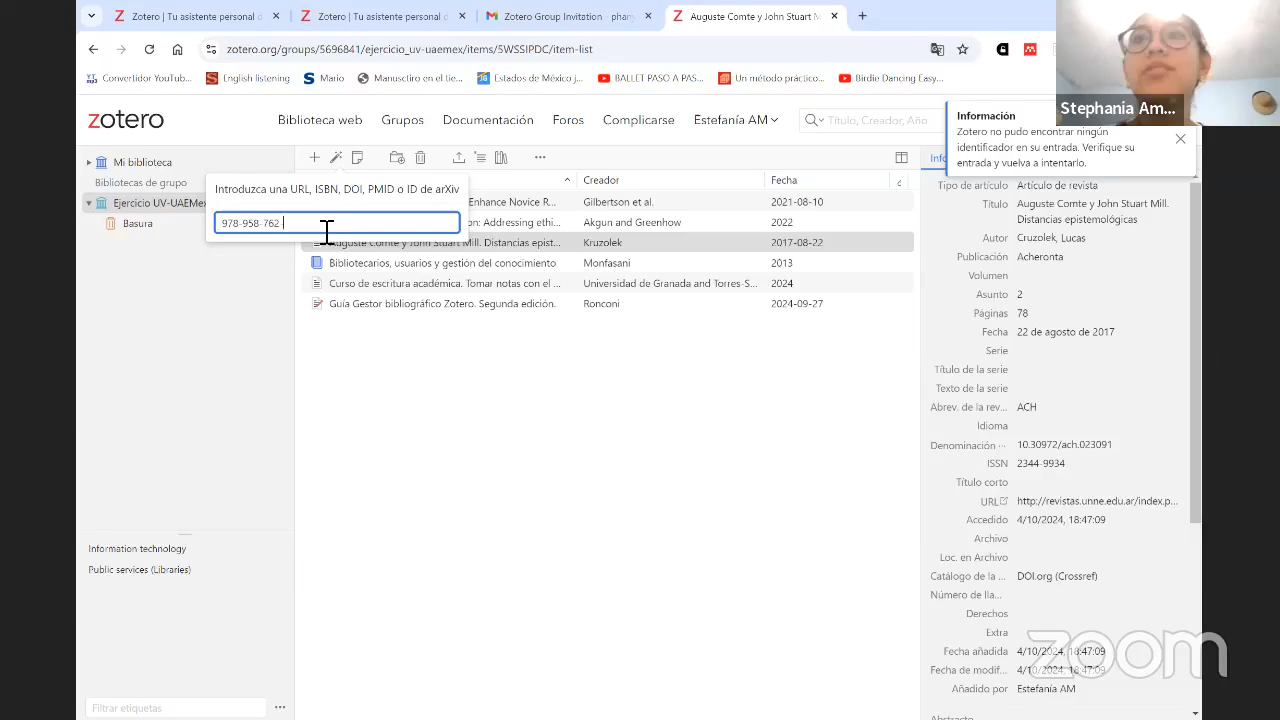 Zotero | Tu asistente personal d
Zotero | Tu asistente personal d
Zotero Group Invitation - pharm
Auguste Comte y John Stuart M
zotero.org/groups/5696841/ejercicio_uv-uaemex/items/
/item-list
Convertidor YouTub...
English listening
Mario
Manuscrito en el tie...
Espacio de México
BALLET PASO A PAS...
Un método práctico...
Birdie Dancing Easy...
Stephania Am...
zotero
Biblioteca web
Grupos
Documentación
Foros
Complicarse
Estefanía AM
Título, Creador, Año
Información
Zotero no pudo encontrar ningún
identificador en su entrada. Verifique su
entrada y vuelva a intentarlo.
Mi biblioteca
Bibliotecas de grupo
Ejercicio UV-UAEMex
Basura
Introduzca una URL, ISBN, DOI, PMID o ID de arXiv
978-958-762
Creador
Fecha
Enhance Novice R...
Gilbertson et al.
2021-08-10
m: Addressing ethi...
Akgun and Greenhow
2022
Comte y John Stuart Mill. Distancias epist...
Kruzolek
2017-08-22
Bibliotecario, usuarios y gestión del conocimiento
Monfasani
2013
Curso de escritura académica. Tomar notas con el...
Universidad de Granada and Torres-S...
2024
Guía Gestor bibliográfico Zotero. Segunda edición.
Ronconi
2024-09-27
Tipo de artículo
Artículo de revista
Título
Auguste Comte y John Stuart Mill.
Distancias epistemológicas
Autor
Cruzolek, Lucas
Publicación
Acheronta
Volumen
Asunto
2
Páginas
78
Fecha
22 de agosto de 2017
Serie
Título de la serie
Texto de la serie
Abrev. de la rev...
ACH
Idioma
Denominación ...
10.30972/ach.023091
ISSN
2344-9934
Título corto
URL
http://revistas.unne.edu.ar/index.p...
Accedido
4/10/2024, 18:47:09
Archivo
Loc. en Archivo
Catálogo de la ...
DOI.org (Crossref)
Número de lla...
Derechos
Extra
Fecha añadida
4/10/2024, 18:47:09
Fecha de modif...
4/10/2024, 18:47:09
Añadido por
Estefanía AM
Abstracto
Information technology
Public services (Libraries)
Filtrar etiquetas
zoom